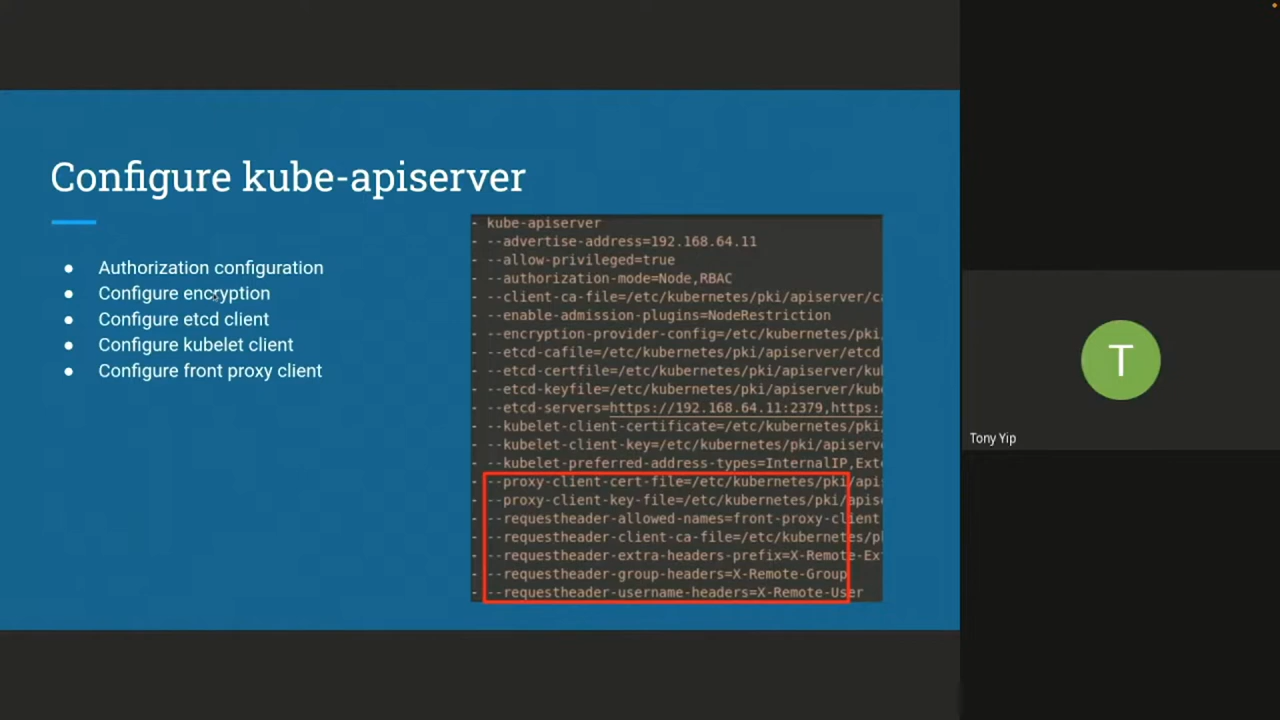 Configure kube-apiserver
● Authorization configuration
● Configure encryption
● Configure etcd client
● Configure kubelet client
● Configure front proxy client
- kube-apiserver
- --advertise-address=192.168.64.11
- --allow-privileged=true
- --authorization-mode=Node,RBAC
- --client-ca-file=/etc/kubernetes/pki/apiserver/ca
- --enable-admission-plugins=NodeRestriction
- --encryption-provider-config=/etc/kubernetes/pki/
- --etcd-cafile=/etc/kubernetes/pki/apiserver/etcd
- --etcd-certfile=/etc/kubernetes/pki/apiserver/kub
- --etcd-keyfile=/etc/kubernetes/pki/apiserver/kube
- --etcd-servers=https://192.168.64.11:2379,https:/
- --kubelet-client-certificate=/etc/kubernetes/pki/
- --kubelet-client-key=/etc/kubernetes/pki/apiserve
- --kubelet-preferred-address-types=InternalIP,Exte
- --proxy-client-cert-file=/etc/kubernetes/pki/apis
- --proxy-client-key-file=/etc/kubernetes/pki/apise
- --requestheader-allowed-names=front-proxy-client
- --requestheader-client-ca-file=/etc/kubernetes/pk
- --requestheader-extra-headers-prefix=X-Remote-Ext
- --requestheader-group-headers=X-Remote-Group
- --requestheader-username-headers=X-Remote-User
T
Tony Yip